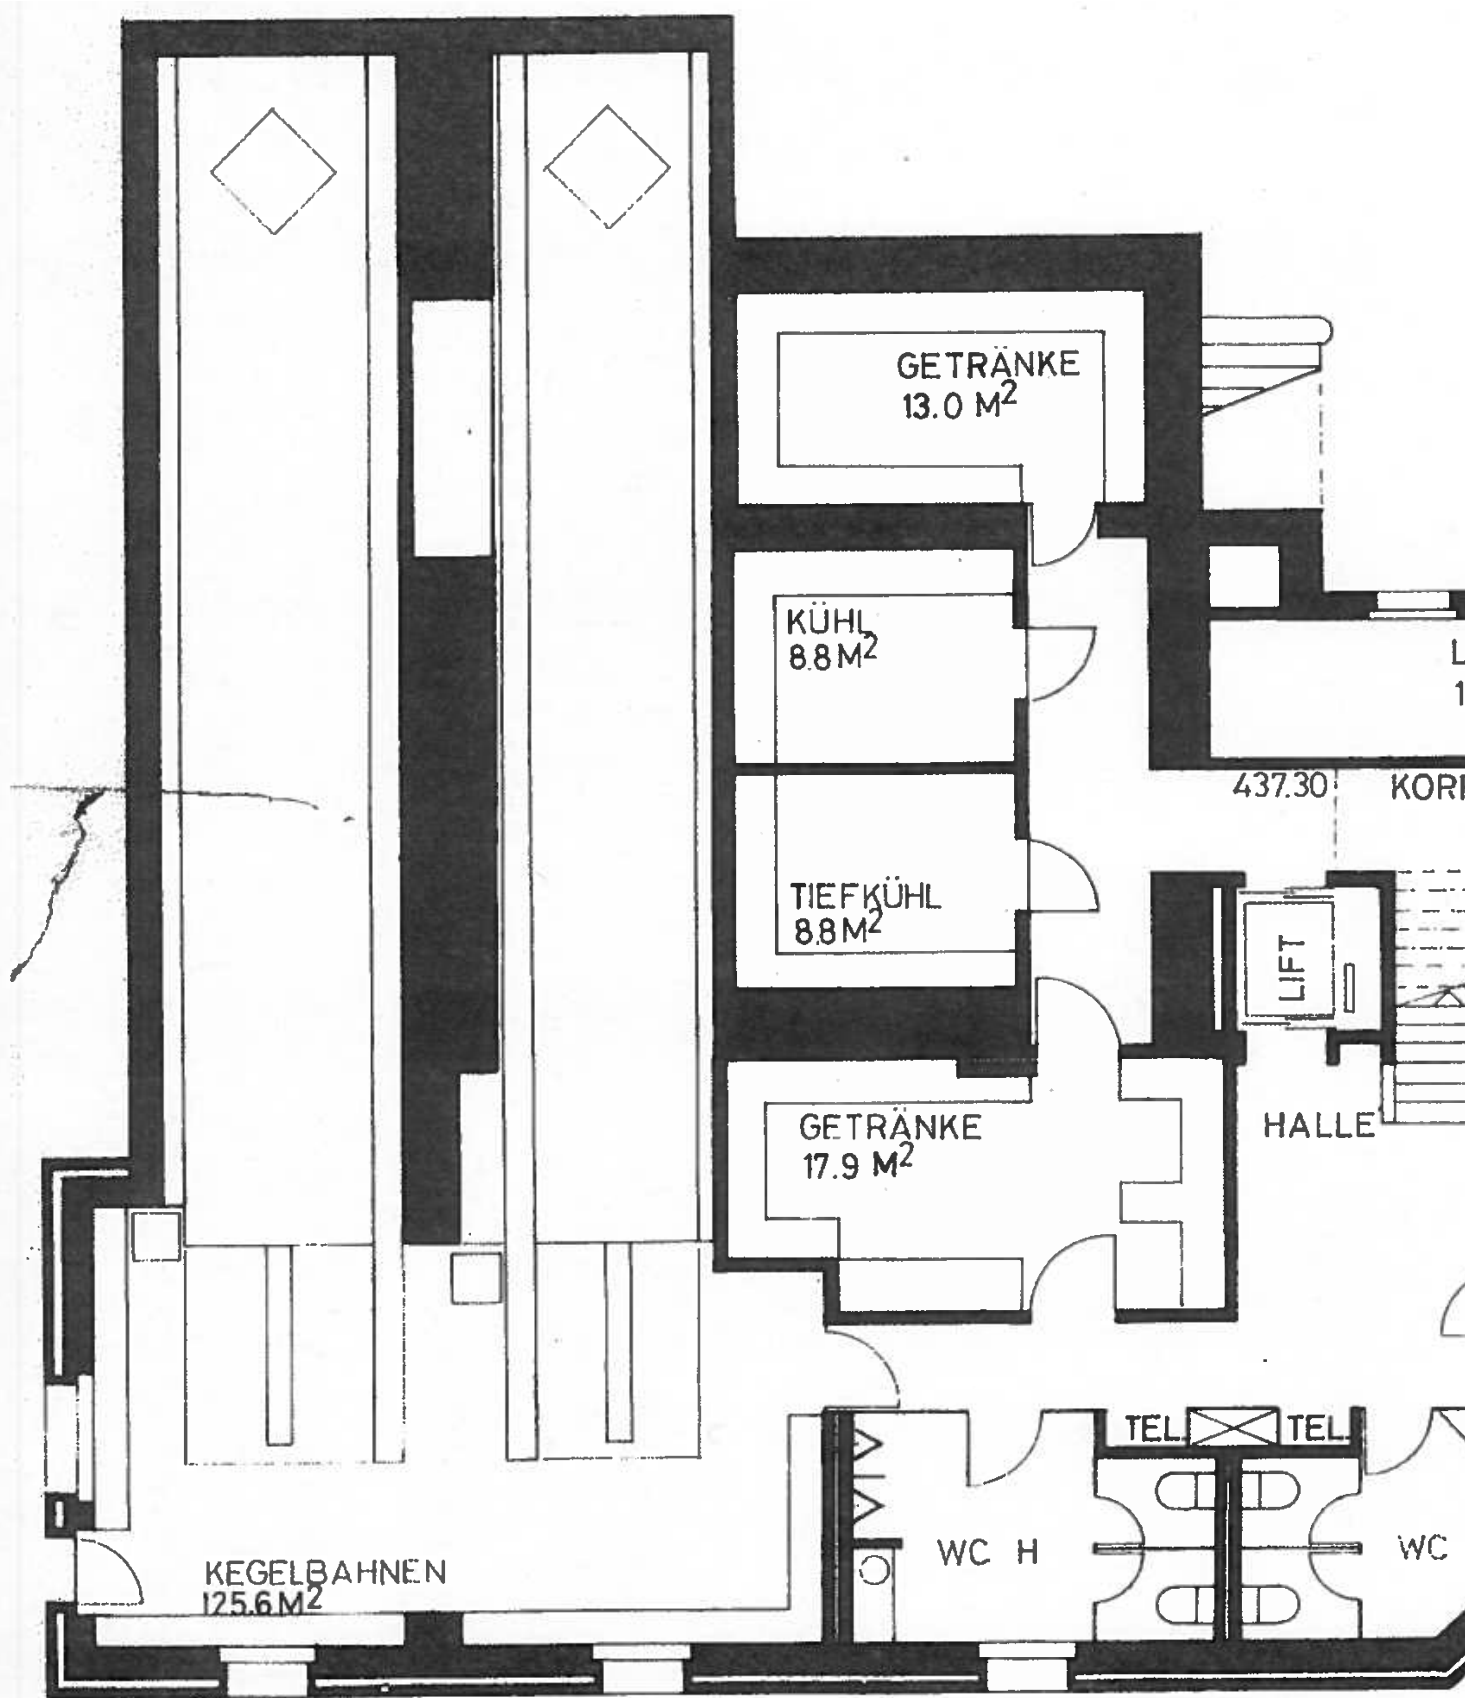 GETRÄNKE
13.0 M²
KÜHL
8.8 M²
437.30
TIEFKÜHL
8.8 M²
LIFT
GETRÄNKE
17.9 M²
HALLE
TEL.
TEL.
WC H
WC
KEGELBAHNEN
125.6 M²